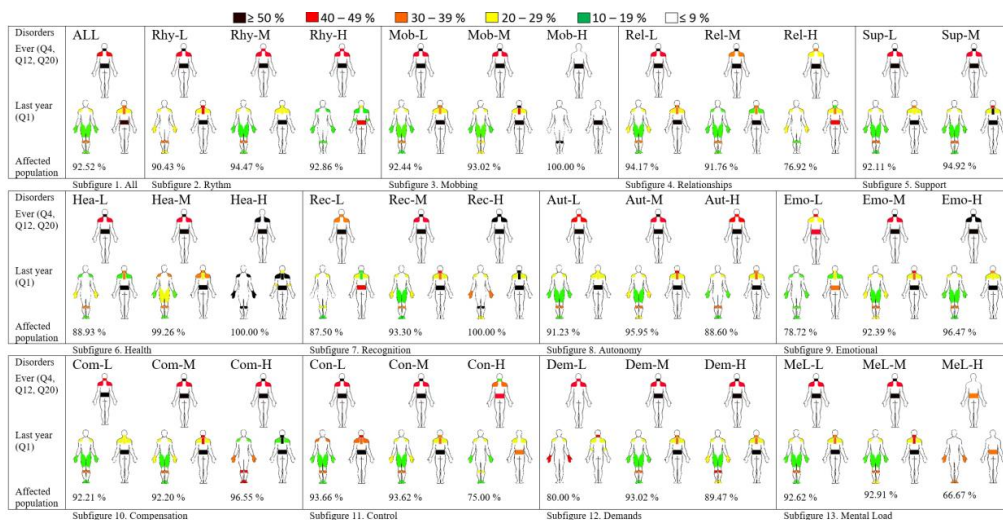 ≥ 50 % 40 – 49 % 30 – 39 % 20 – 29 % 10 – 19 % ≤ 9 %
Disorders ALL Rhy-L Rhy-M Rhy-H Mob-L Mob-M Mob-H Rel-L Rel-M Rel-H Sup-L Sup-M
Ever (Q4,
Q12, Q20)
Last year
(Q1)
Affected
population 92.52 % 90.43 % 94.47 % 92.86 % 92.44 % 93.02 % 100.00 % 94.17 % 91.76 % 76.92 % 92.11 % 94.92 %
Subfigure 1. All Subfigure 2. Rythm Subfigure 3. Mobbing Subfigure 4. Relationships Subfigure 5. Support
Disorders Hea-L Hea-M Hea-H Rec-L Rec-M Rec-H Aut-L Aut-M Aut-H Emo-L Emo-M Emo-H
Ever (Q4,
Q12, Q20)
Last year
(Q1)
Affected
population 88.93 % 99.26 % 100.00 % 87.50 % 93.30 % 100.00 % 91.23 % 95.95 % 88.60 % 78.72 % 92.39 % 96.47 %
Subfigure 6. Health Subfigure 7. Recognition Subfigure 8. Autonomy Subfigure 9. Emotional
Disorders Com-L Com-M Com-H Con-L Con-M Con-H Dem-L Dem-M Dem-H MeL-L MeL-M MeL-H
Ever (Q4,
Q12, Q20)
Last year
(Q1)
Affected
population 92.21 % 92.20 % 96.55 % 93.66 % 93.62 % 75.00 % 80.00 % 93.02 % 89.47 % 92.62 % 92.91 % 66.67 %
Subfigure 10. Compensation Subfigure 11. Control Subfigure 12. Demands Subfigure 13. Mental Load